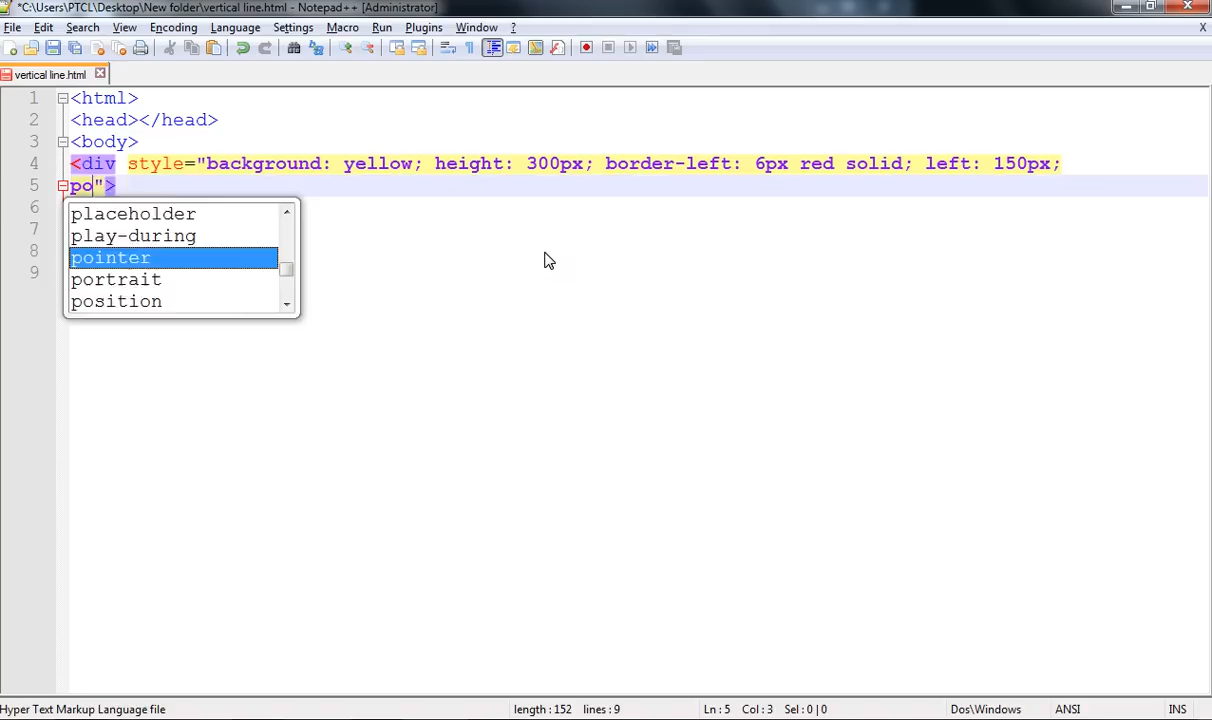 *C:\Users\PTCL\Desktop\New folder\vertical line.html - Notepad++ [Administrator]
File Edit Search View Encoding Language Settings Macro Run Plugins Window ? X
vertical line.html
1 <html>
2 <head></head>
3 <body>
4 <div style="background: yellow; height: 300px; border-left: 6px red solid; left: 150px;
5 po">
6 placeholder
7 play-during
8 pointer
9 portrait
position
Hyper Text Markup Language file length : 152 lines : 9 Ln : 5 Col : 3 Sel : 0 | 0 Dos\Windows ANSI INS